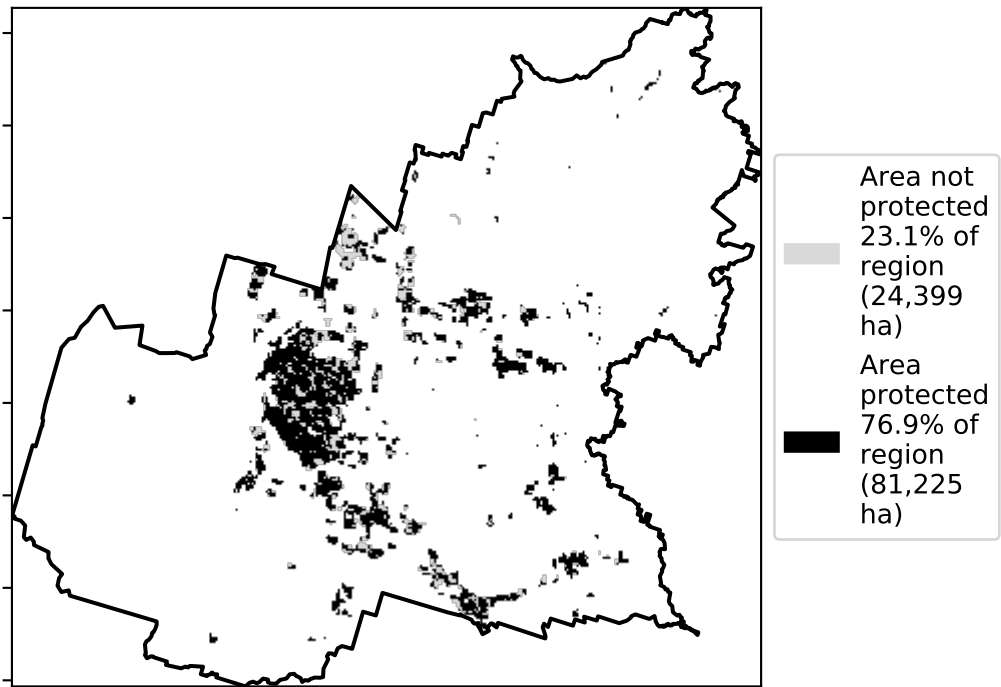 Area not
protected
23.1% of
region
(24,399
ha)
Area
protected
76.9% of
region
(81,225
ha)